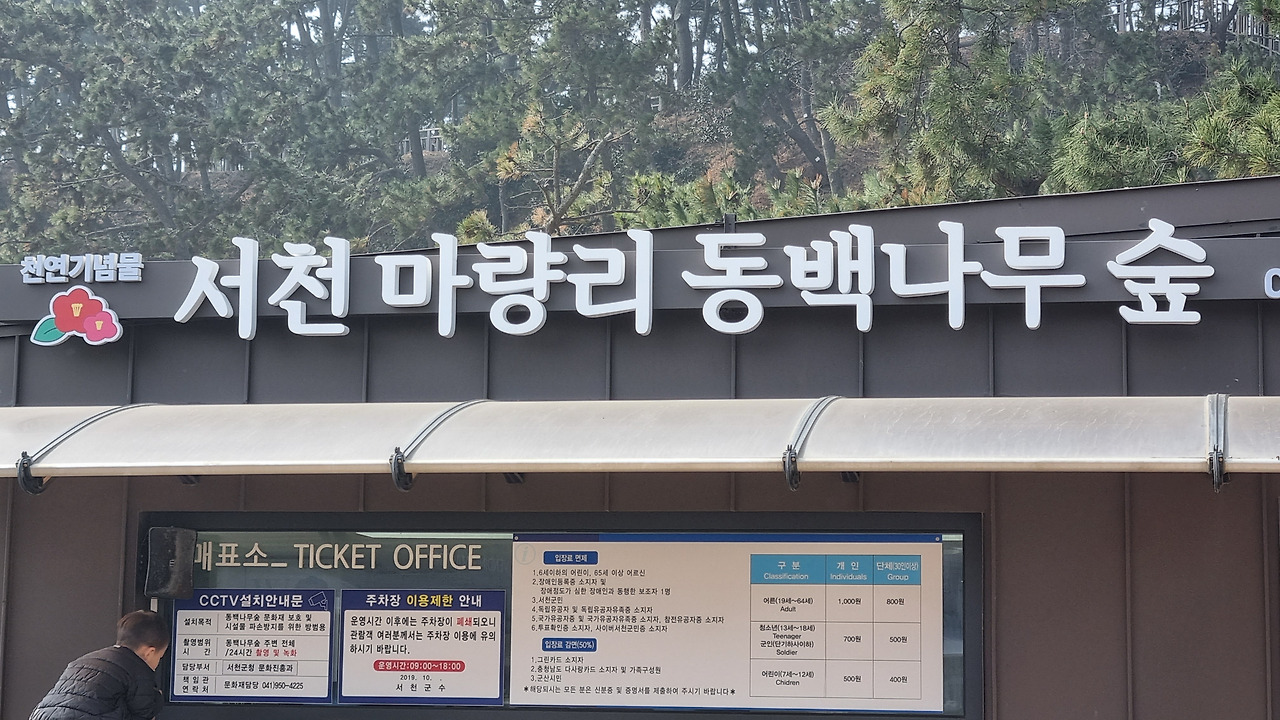 천연기념물
서천 마량리 동백나무 숲
매표소_ TICKET OFFICE
CCTV설치안내문
설치목적
동백나무숲 문화재 보호 및
시설물 파손방지를 위한 방범용
촬영범위
시 간
동백나무숲 주변 전체
/24시간 촬영 및 녹화
담당부서
서천군청 문화진흥과
책임관
연락처
문화재담당 041)950-4225
주차장 이용제한 안내
운영시간 이후에는 주차장이 폐쇄되오니
관람객 여러분께서는 주차장 이용에 유의
하시기 바랍니다.
운영시간:09:00~18:00
2019. 10. .
서 천 군 수
입장료 면제
1.6세이하의 어린이, 65세 이상 어르신
2.장애인등록증 소지자 및
장애정도가 심한 장애인과 동행한 보조자 1명
3.서천군민
4.독립유공자 및 독립유공자유족증 소지자
5.국가유공자증 및 국가유공자유족증 소지자, 참전유공자증 소지자
6.투표확인증 소지자, 사이버서천군민증 소지자
입장료 감면(50%)
1.그린카드 소지자
2.충청남도 다사랑카드 소지자 및 가족구성원
3.군산시민
*해당되시는 모든 분은 신분증 및 증명서를 제출하여 주시기 바랍니다*
구 분
Classification
개 인
Individuals
단체(30인이상)
Group
어른(19세~64세)
Adult
1,000원
800원
청소년(13세~18세)
Teenager
군인(단기하사이하)
Soldier
700원
500원
어린이(7세~12세)
Chidren
500원
400원